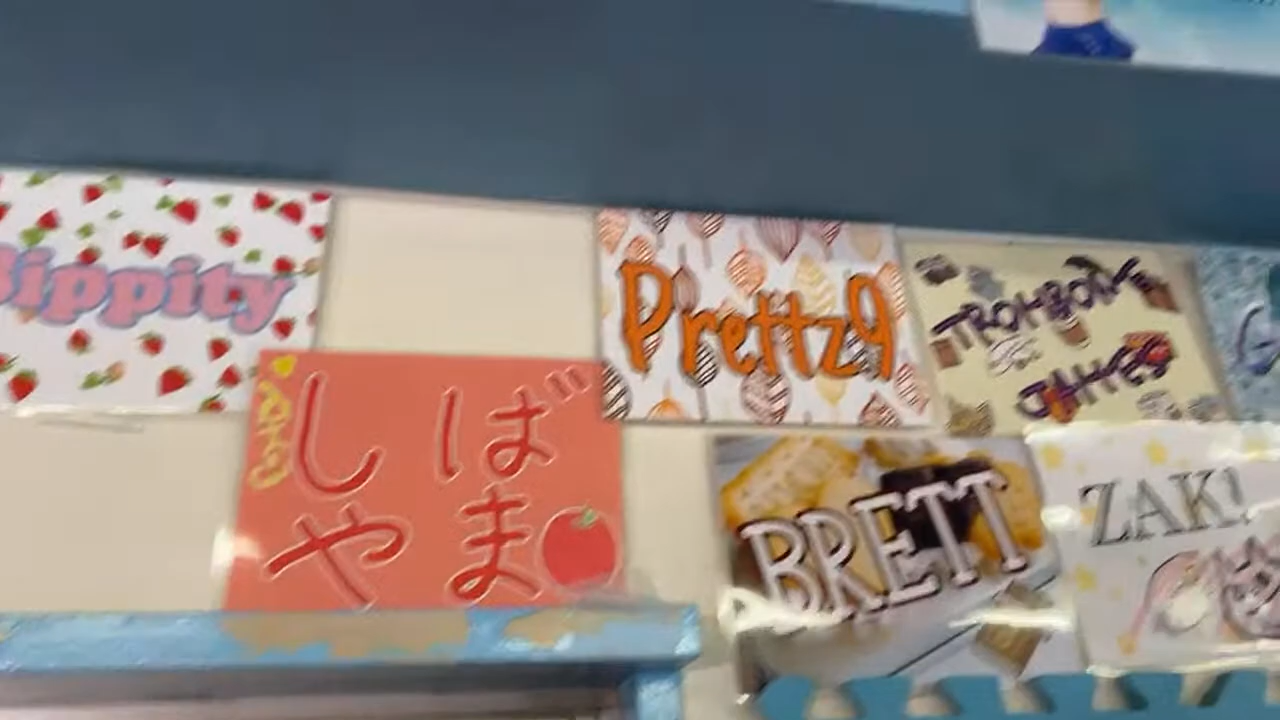 Bippity
Prettz9
TROMBONE
JAMES
しば
やま
BRETT
ZAK!